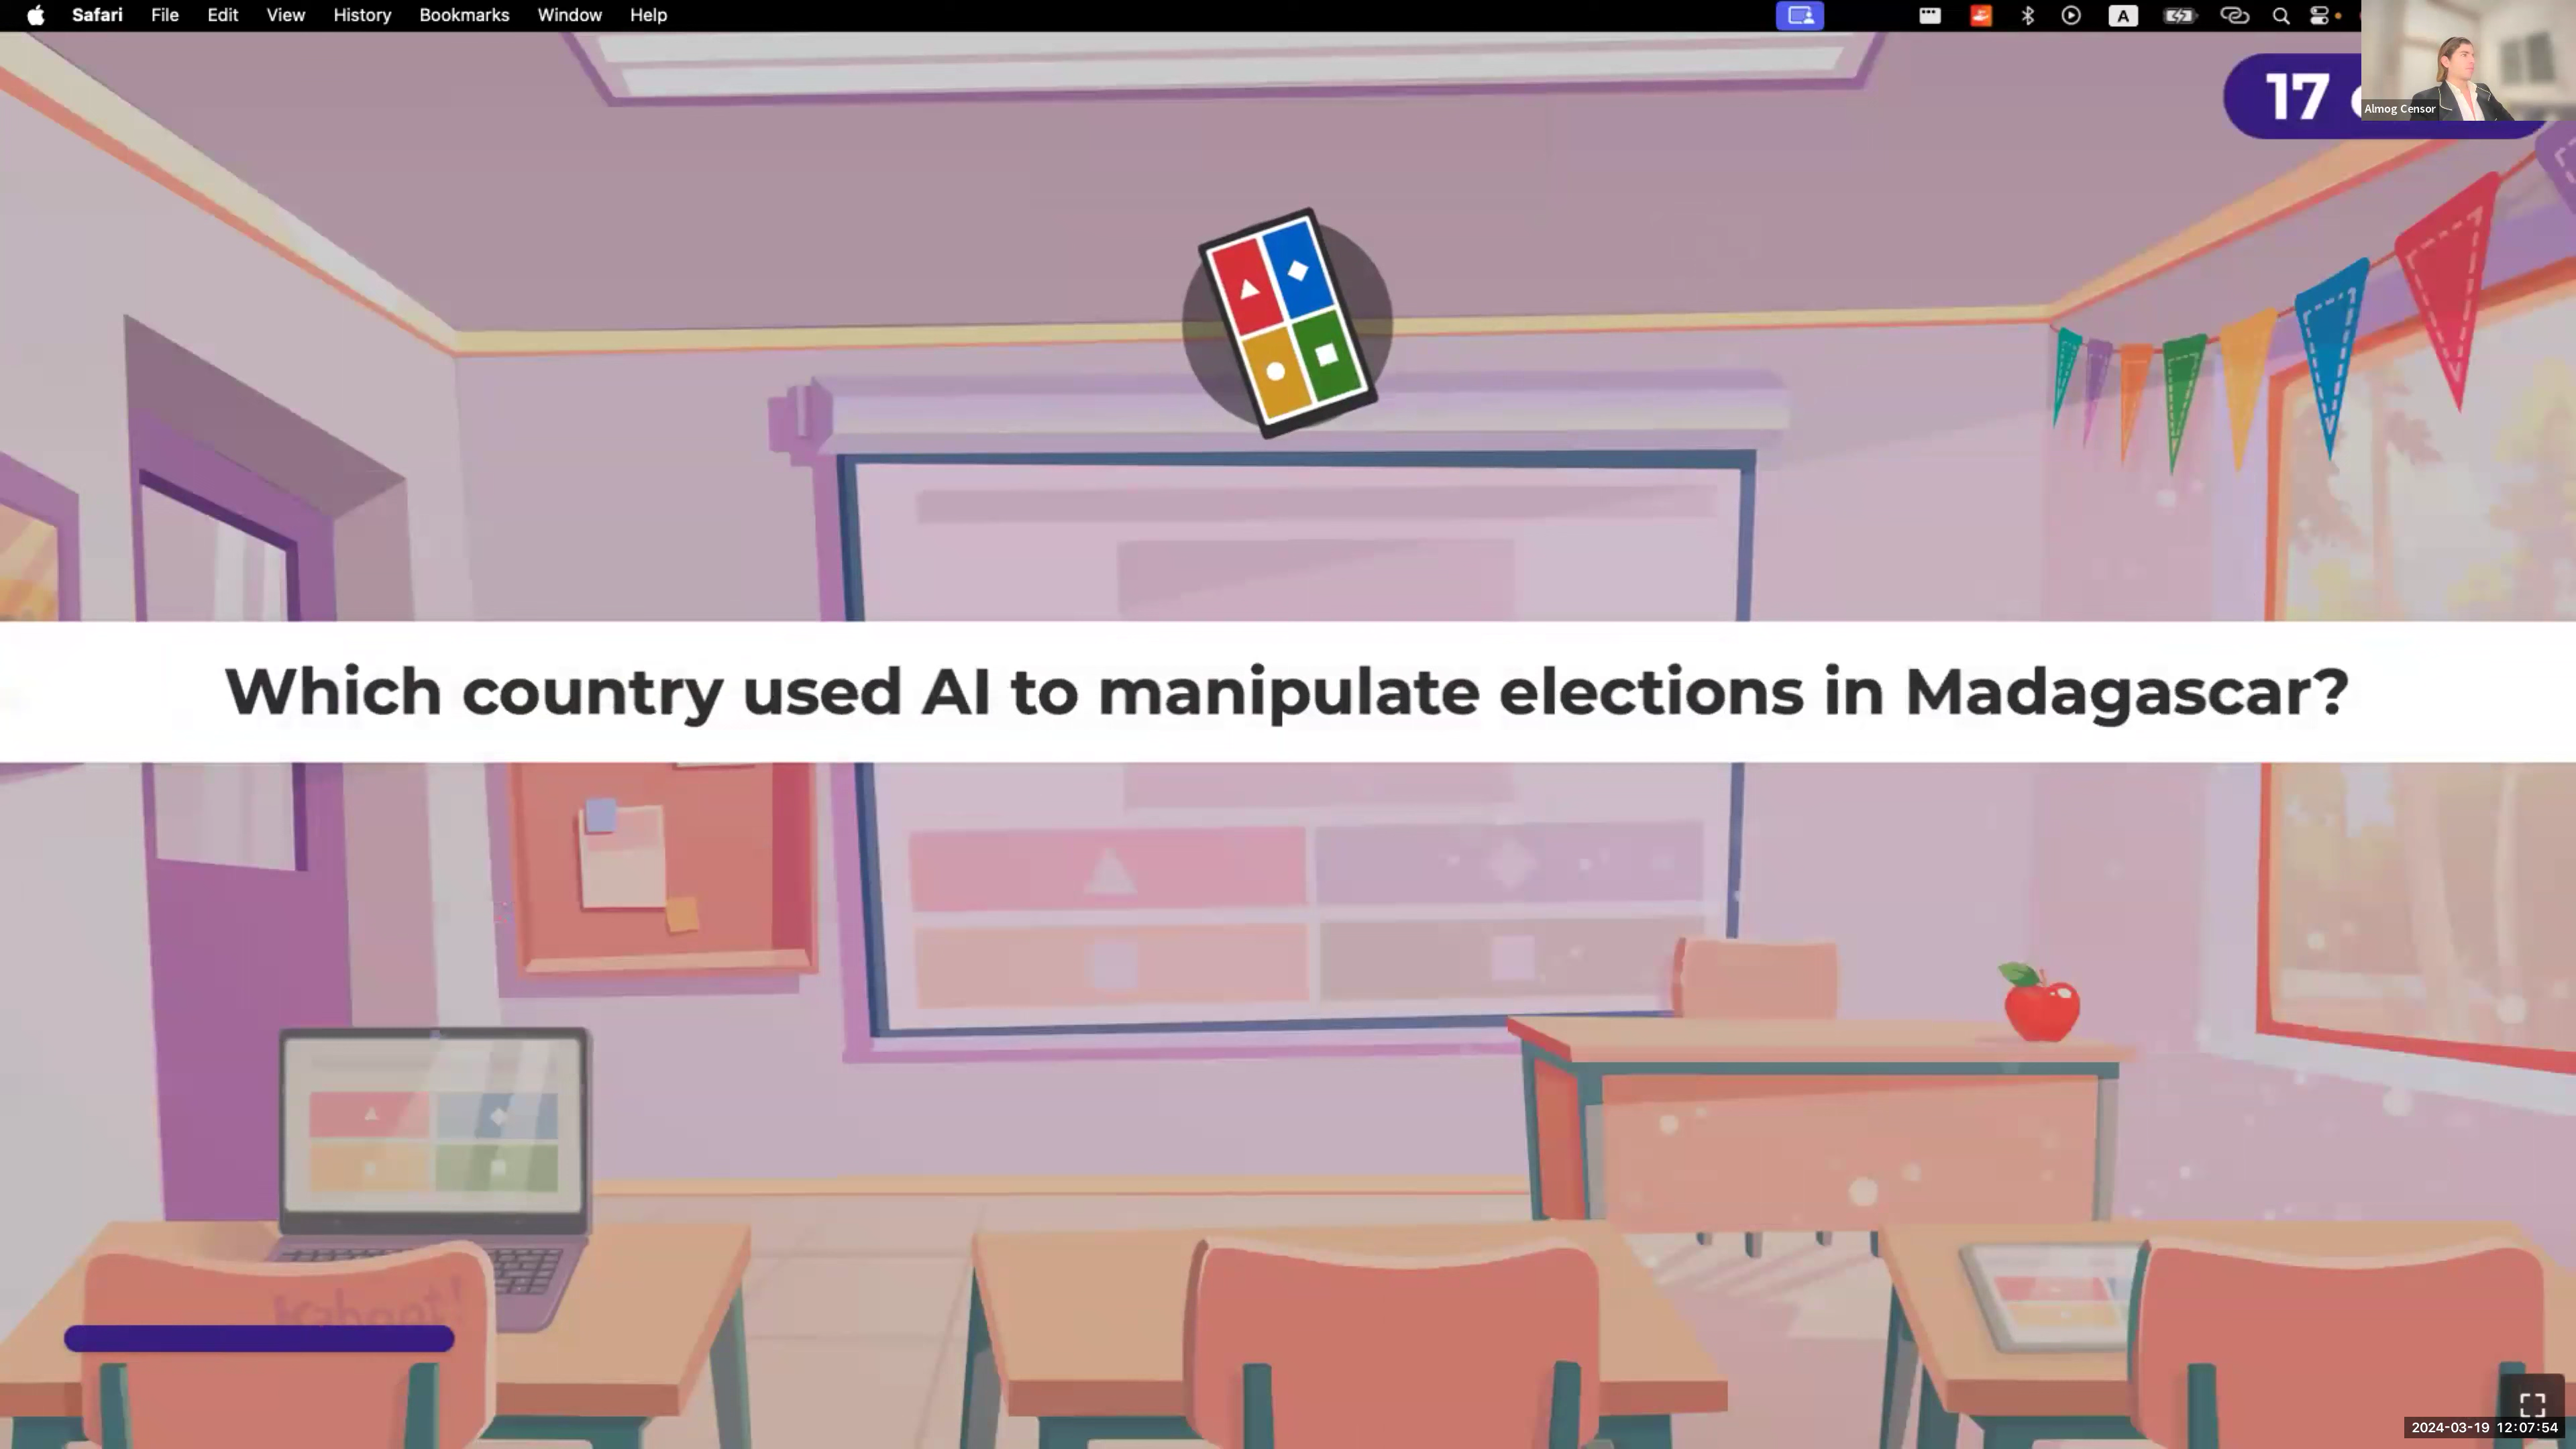 Safari File Edit View History Bookmarks Window Help
A
17
Almog Censor
Which country used AI to manipulate elections in Madagascar?
Kahoot!
2024-03-19 12:07:54